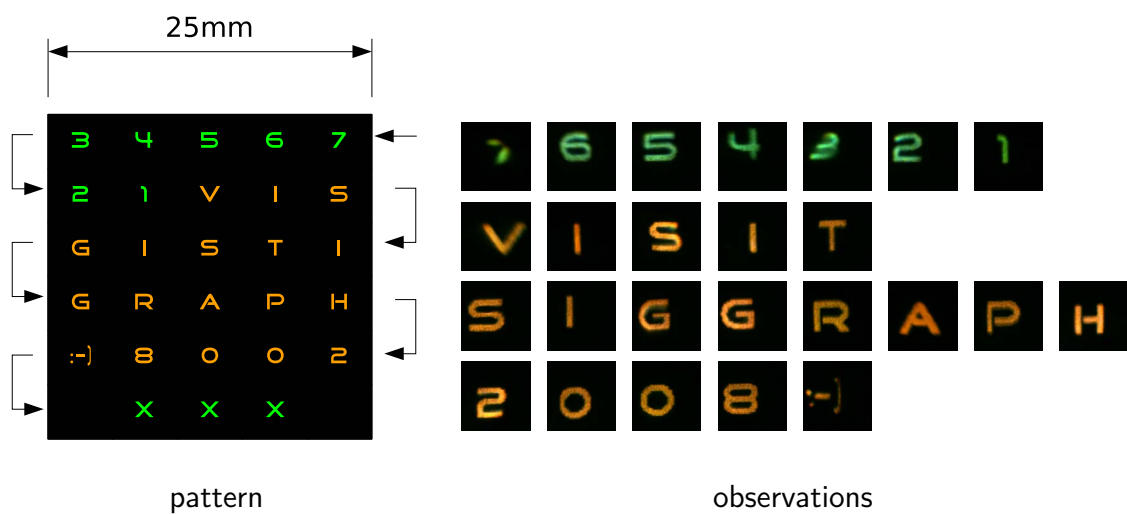 25mm
3 4 5 6 7
2 1 V I S
G I S T I
G R A P H
:-) 8 0 0 2
X X X
pattern
7 6 5 4 3 2 1
V I S I T
S I G G R A P H
2 0 0 8 :-)
observations